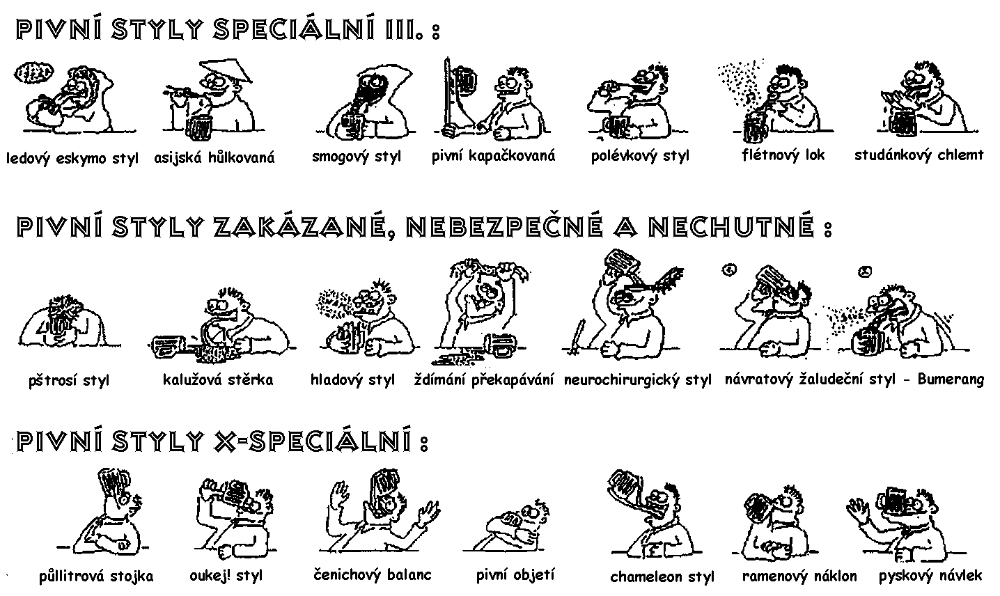 PIVNÍ STYLY SPECIÁLNÍ III. :
ledový eskymo styl asijská hůlkovaná smogový styl pivní kapačkovaná polévkový styl flétnový lok studánkový chlemt
PIVNÍ STYLY ZAKÁZANÉ, NEBEZPEČNÉ A NECHUTNÉ :
1. 2.
pštrosí styl kalužová stěrka hladový styl ždímání překapávání neurochirurgický styl návratový žaludeční styl - Bumerang
PIVNÍ STYLY X-SPECIÁLNÍ :
půllitrová stojka oukej! styl čenichový balanc pivní objetí chameleon styl ramenový náklon pyskový návlek